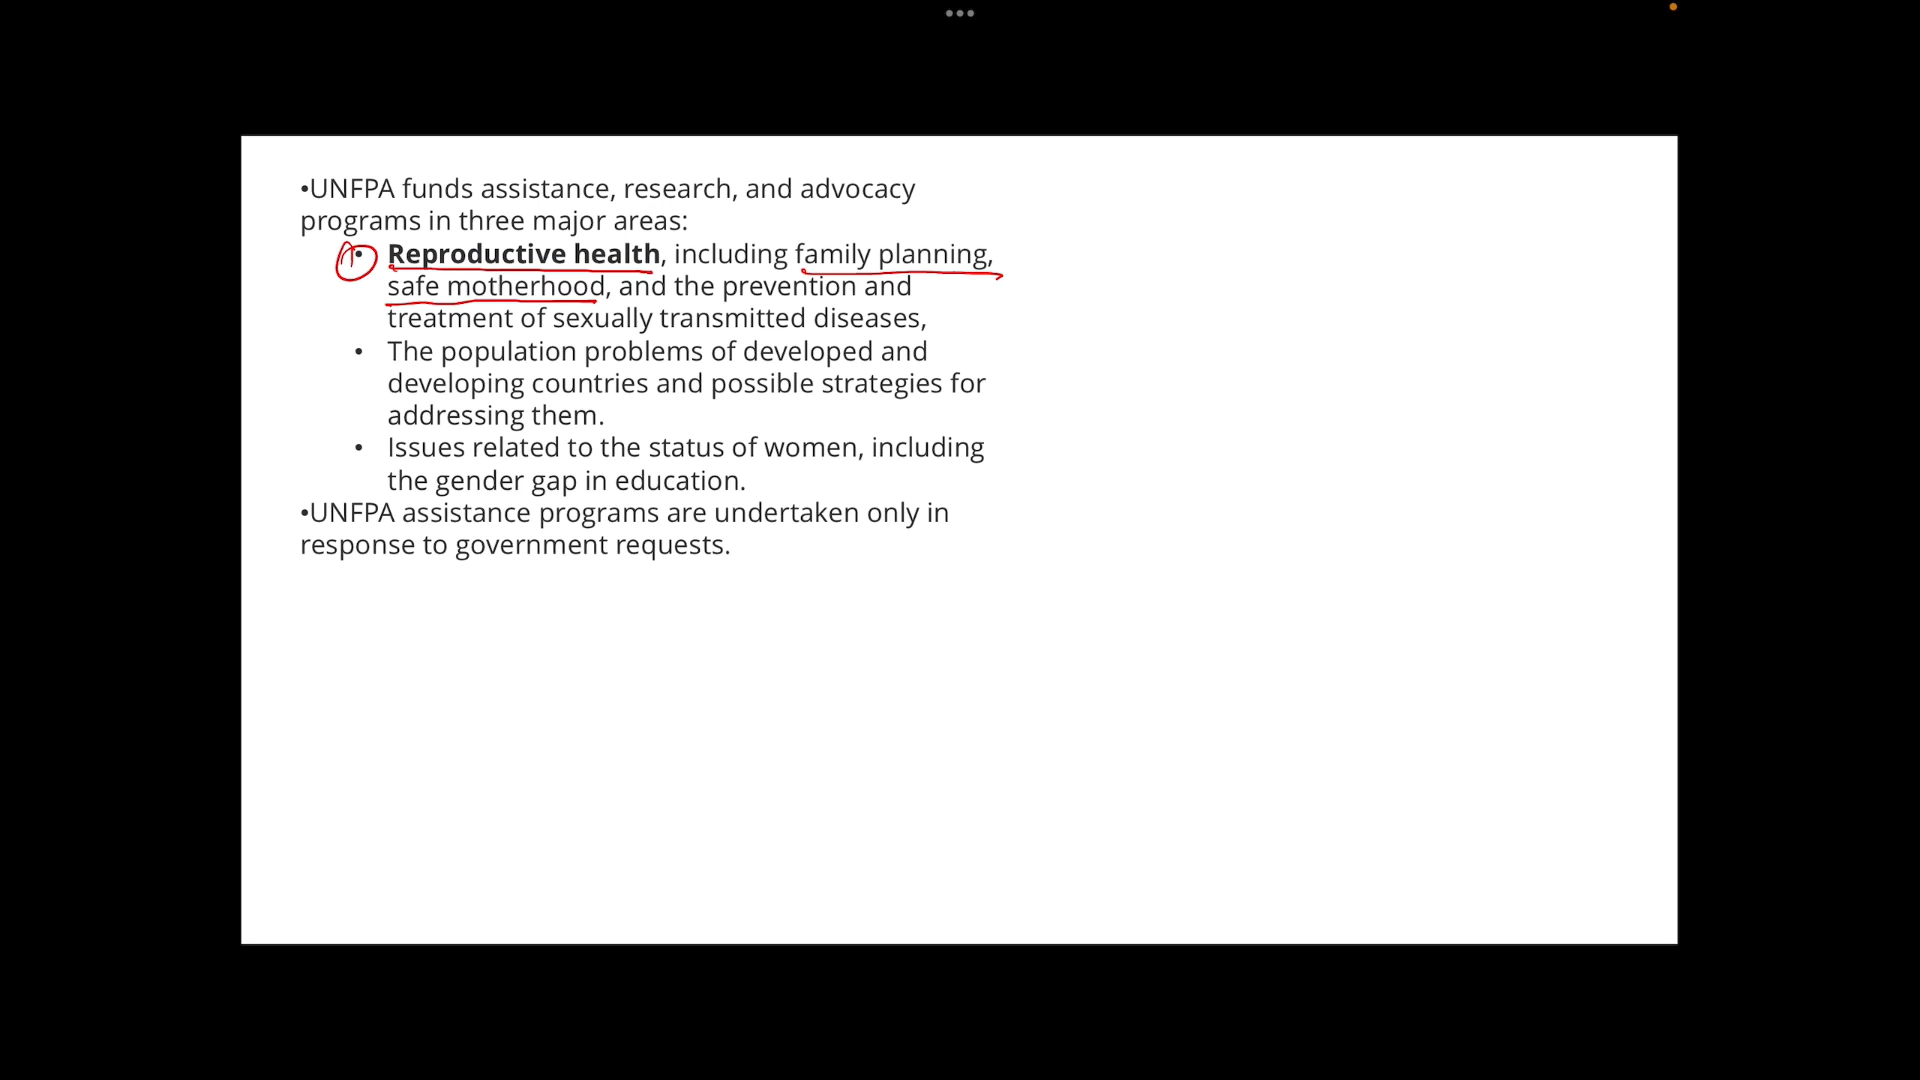 •UNFPA funds assistance, research, and advocacy
programs in three major areas:
• Reproductive health, including family planning,
safe motherhood, and the prevention and
treatment of sexually transmitted diseases,
• The population problems of developed and
developing countries and possible strategies for
addressing them.
• Issues related to the status of women, including
the gender gap in education.
•UNFPA assistance programs are undertaken only in
response to government requests.